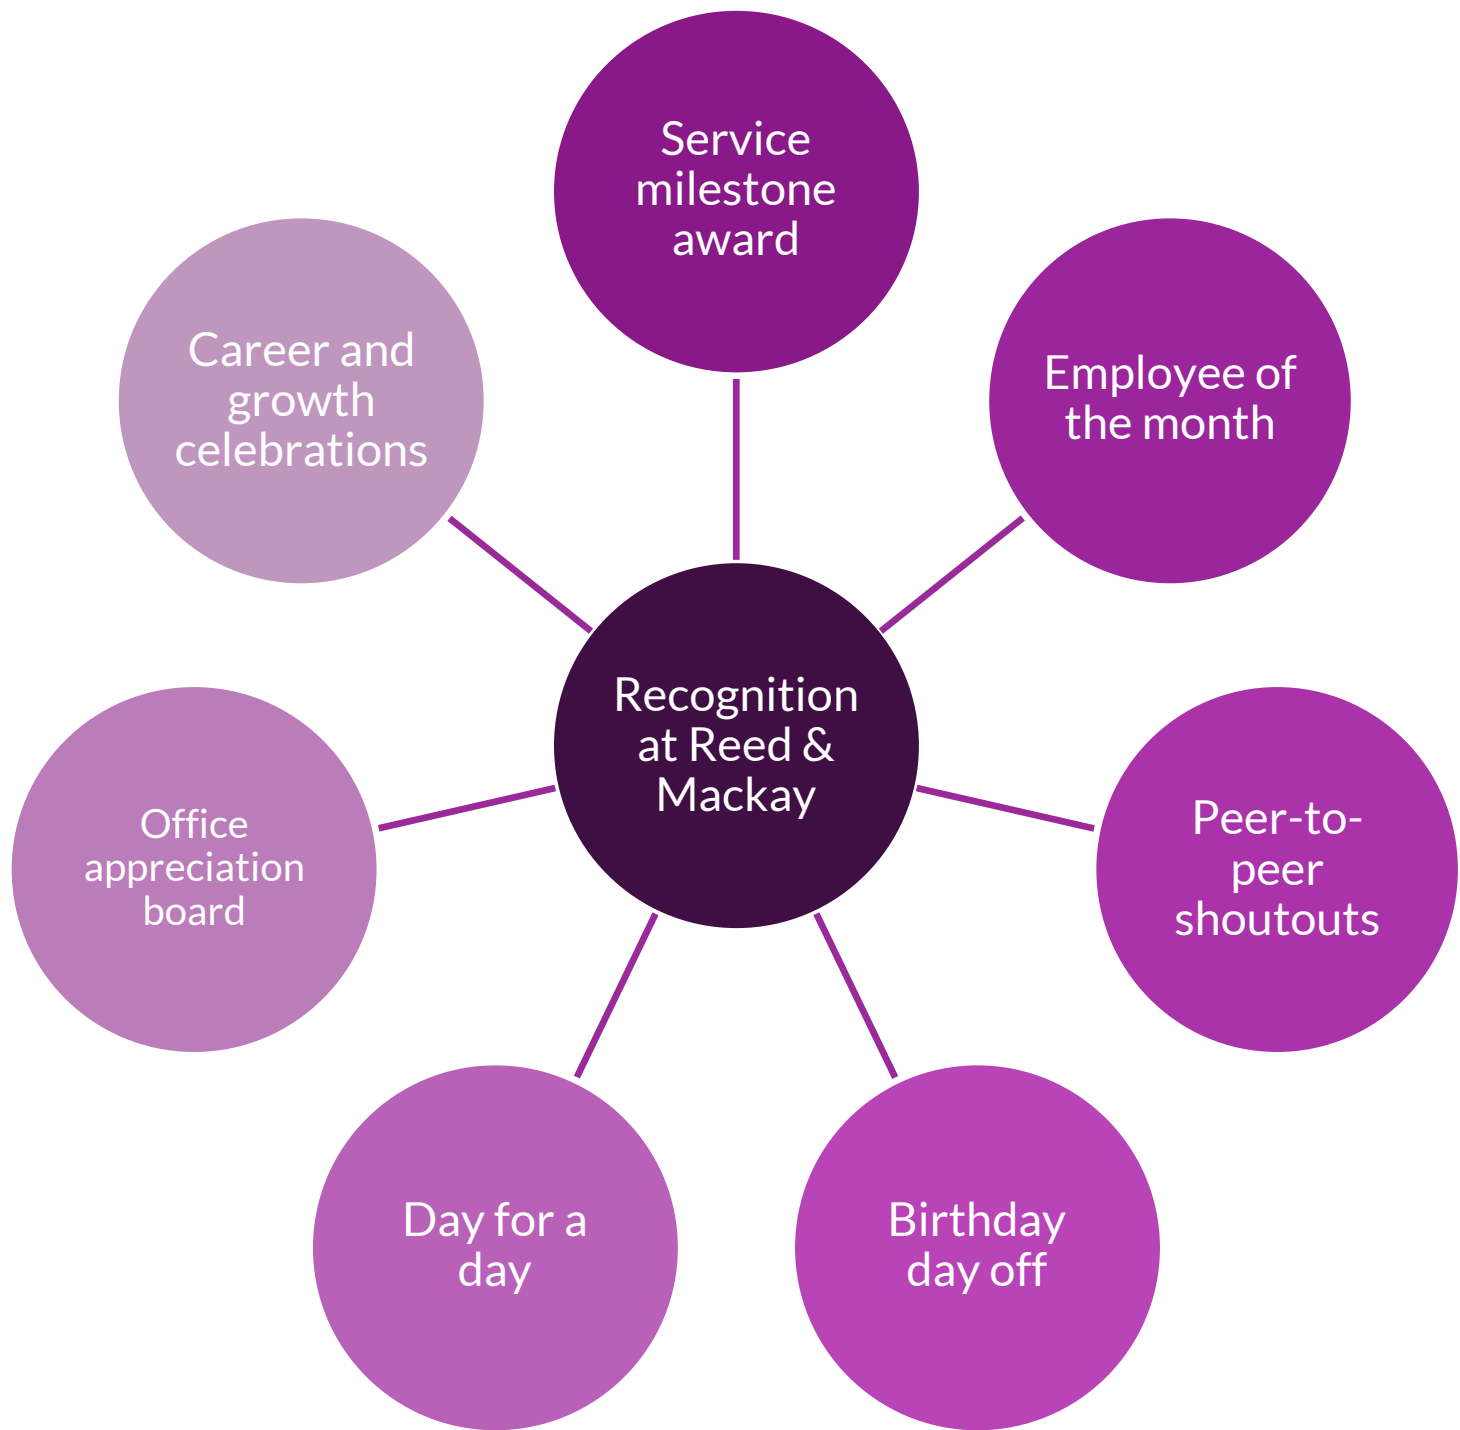 Service
milestone
award
Employee of
the month
Peer-to-
peer
shoutouts
Birthday
day off
Day for a
day
Office
appreciation
board
Career and
growth
celebrations
Recognition
at Reed &
Mackay